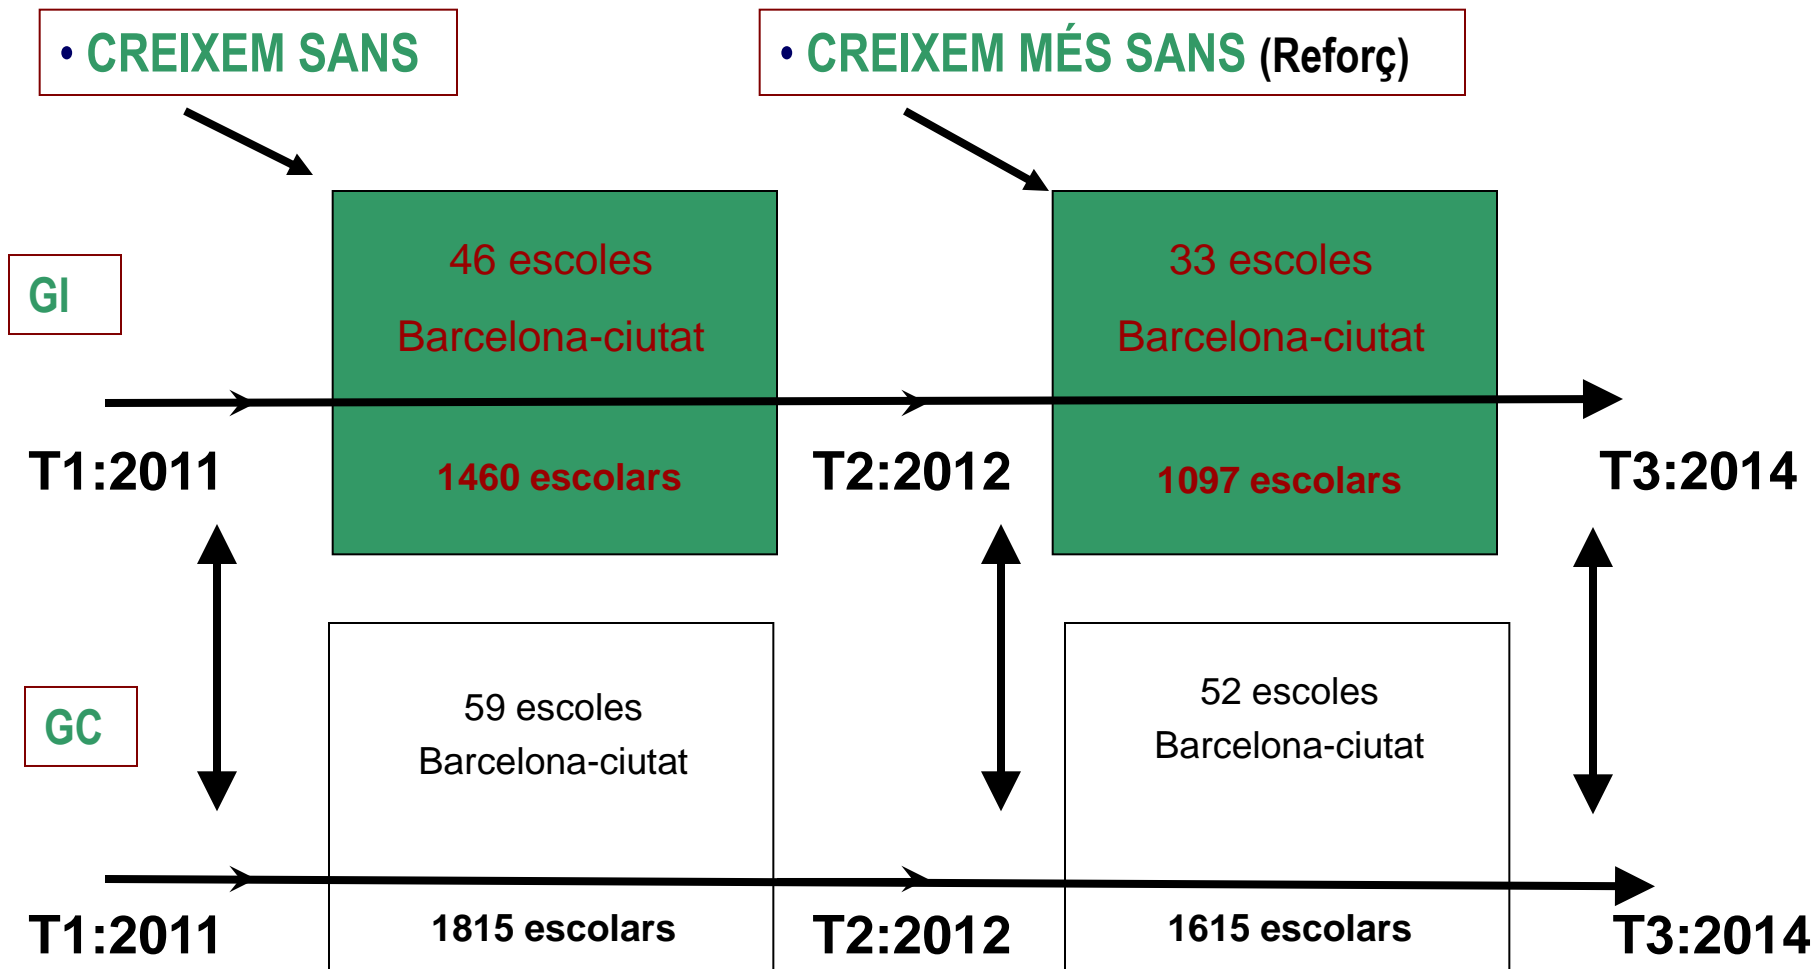 • CREIXEM SANS
• CREIXEM MÉS SANS (Reforç)
GI
46 escoles
Barcelona-ciutat
33 escoles
Barcelona-ciutat
T1:2011
1460 escolars
T2:2012
1097 escolars
T3:2014
GC
59 escoles
Barcelona-ciutat
52 escoles
Barcelona-ciutat
T1:2011
1815 escolars
T2:2012
1615 escolars
T3:2014